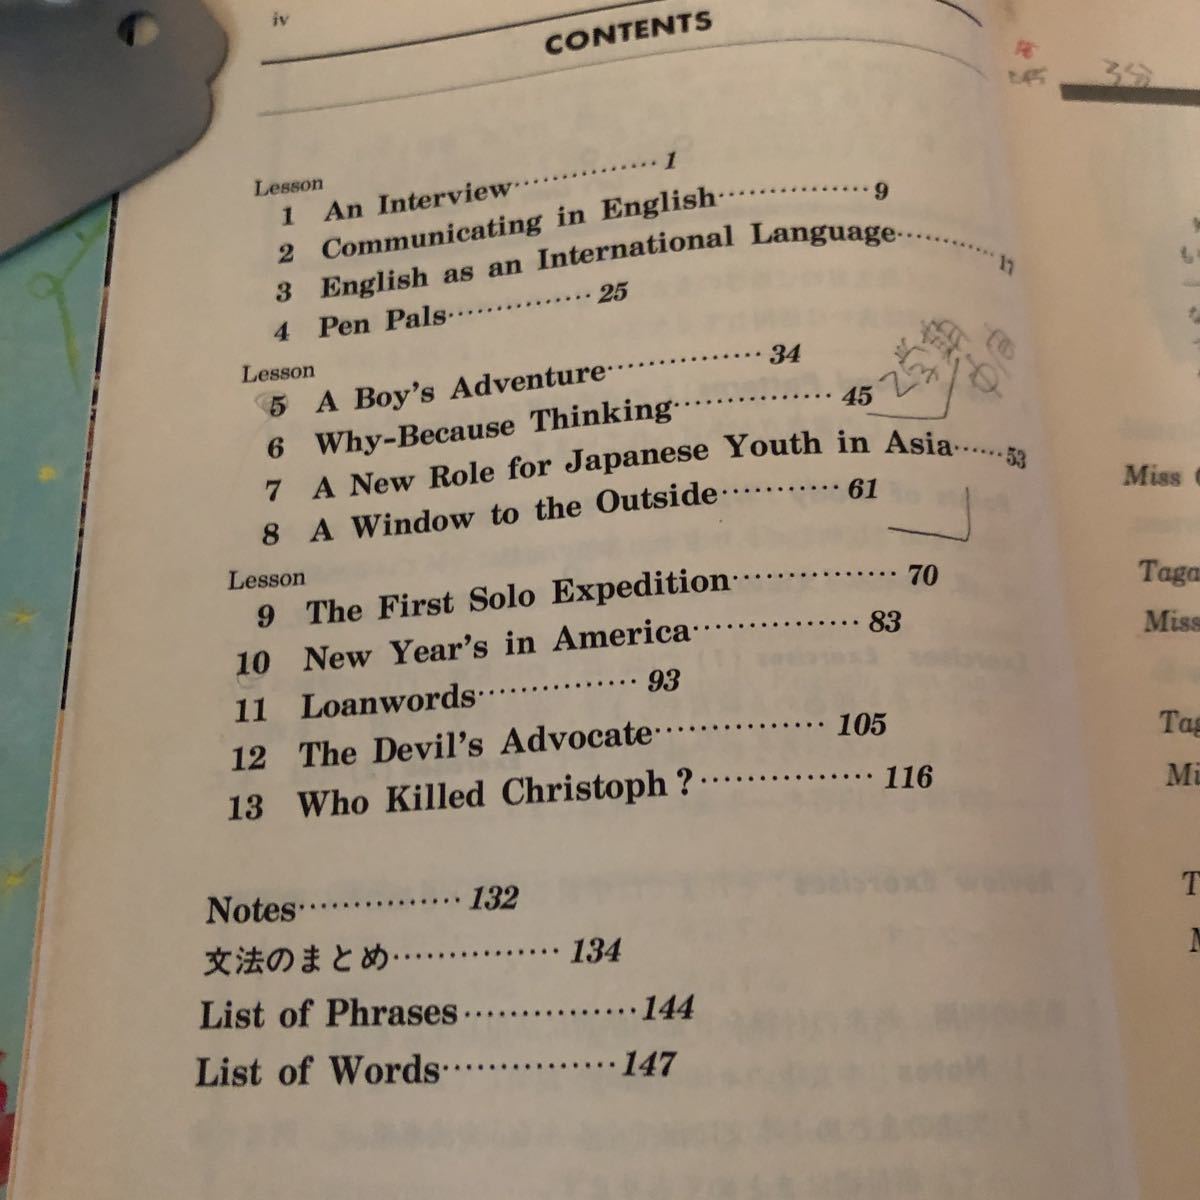 iv
CONTENTS
Lesson
1 An Interview⋯⋯⋯⋯⋯1
2 Communicating in English⋯⋯⋯⋯⋯9
3 English as an International Language⋯⋯⋯17
4 Pen Pals⋯⋯⋯⋯⋯25
Lesson
5 A Boy's Adventure⋯⋯⋯⋯⋯34
6 Why-Because Thinking⋯⋯⋯⋯⋯45
7 A New Role for Japanese Youth in Asia⋯⋯53
8 A Window to the Outside⋯⋯⋯⋯61
Lesson
9 The First Solo Expedition⋯⋯⋯⋯⋯70
10 New Year's in America⋯⋯⋯⋯⋯83
11 Loanwords⋯⋯⋯⋯⋯93
12 The Devil's Advocate⋯⋯⋯⋯⋯105
13 Who Killed Christoph?⋯⋯⋯⋯⋯116
Notes⋯⋯⋯⋯⋯132
文法のまとめ⋯⋯⋯⋯⋯134
List of Phrases⋯⋯⋯⋯⋯144
List of Words⋯⋯⋯⋯⋯147
Miss
Taga
Miss